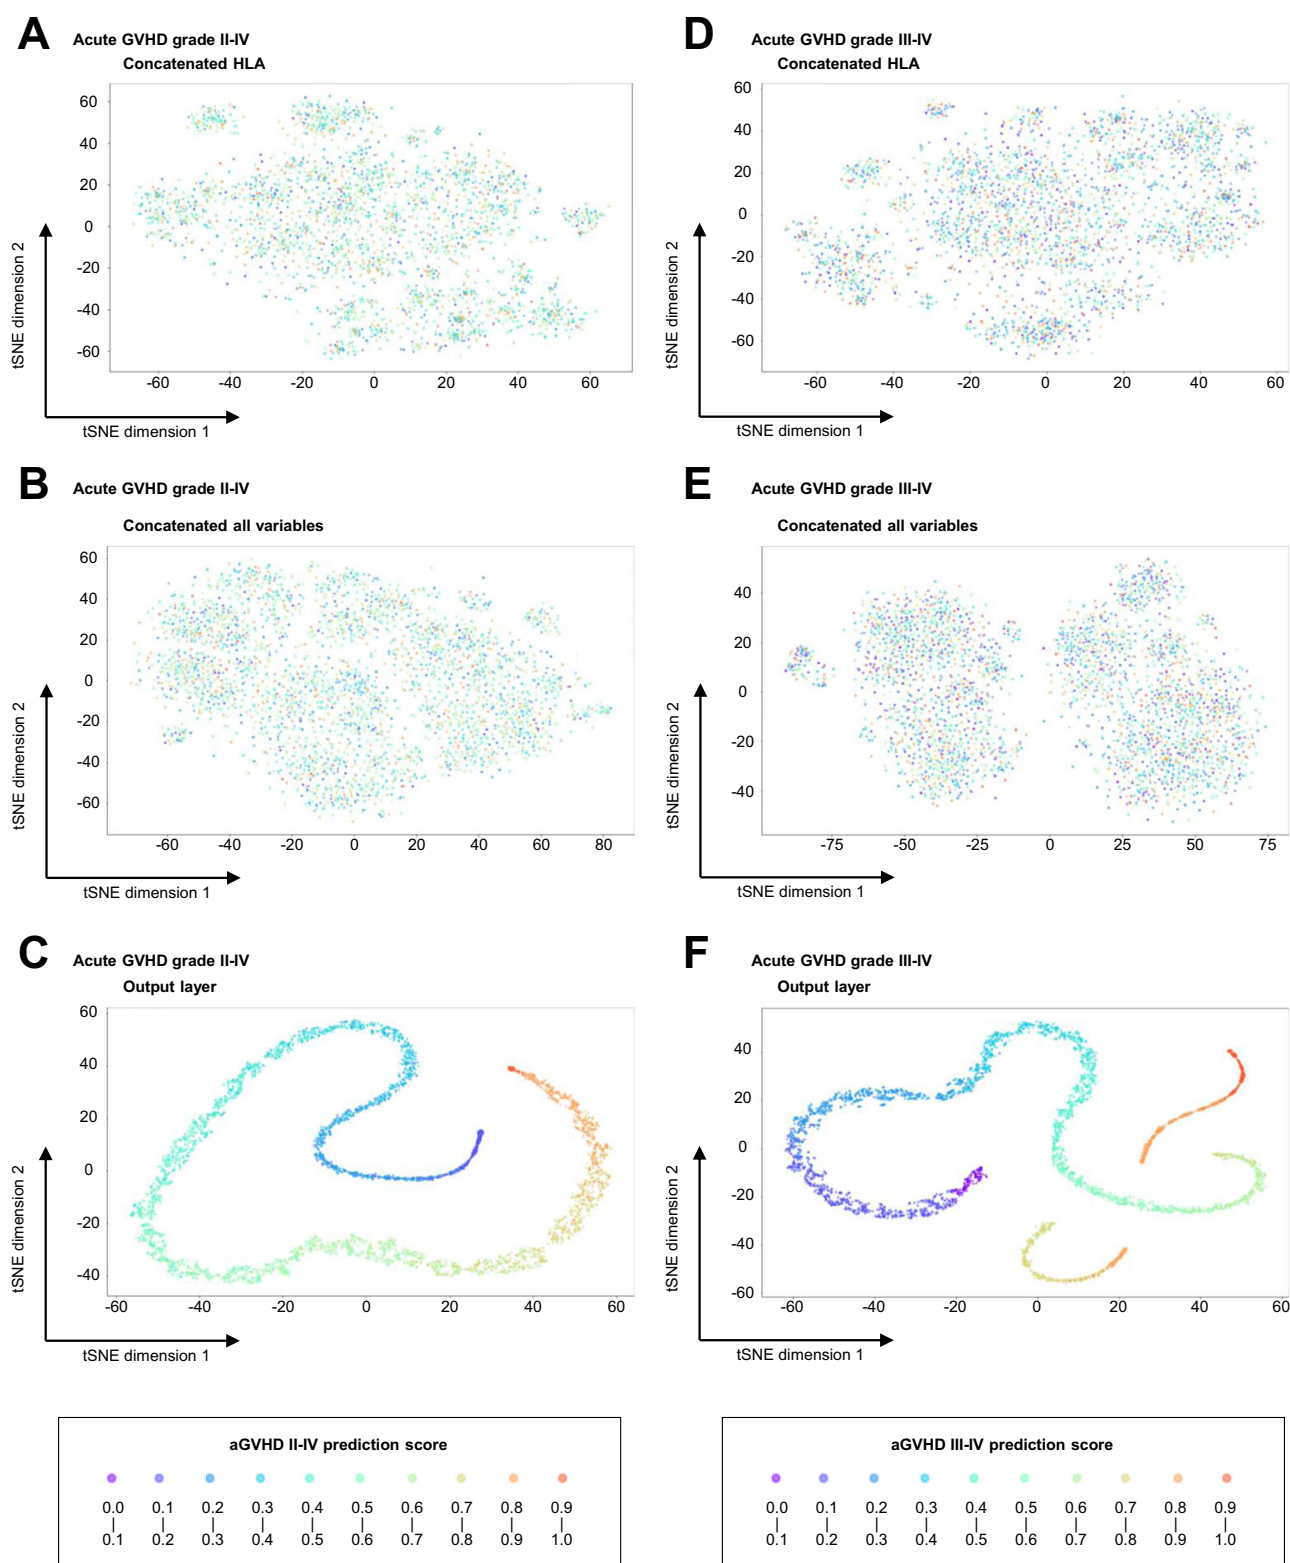 A Acute GVHD grade II-IV
Concatenated HLA
60
40
20
0
-20
-40
-60
-60 -40 -20 0 20 40 60
tSNE dimension 2
tSNE dimension 1
D Acute GVHD grade III-IV
Concatenated HLA
60
40
20
0
-20
-40
-60
-60 -40 -20 0 20 40 60
tSNE dimension 2
tSNE dimension 1
B Acute GVHD grade II-IV
Concatenated all variables
60
40
20
0
-20
-40
-60
-60 -40 -20 0 20 40 60 80
tSNE dimension 2
tSNE dimension 1
E Acute GVHD grade III-IV
Concatenated all variables
40
20
0
-20
-40
-75 -50 -25 0 25 50 75
tSNE dimension 2
tSNE dimension 1
C Acute GVHD grade II-IV
Output layer
60
40
20
0
-20
-40
-60 -40 -20 0 20 40 60
tSNE dimension 2
tSNE dimension 1
F Acute GVHD grade III-IV
Output layer
40
20
0
-20
-40
-60
-60 -40 -20 0 20 40 60
tSNE dimension 2
tSNE dimension 1
aGVHD II-IV prediction score
0.0 0.1 0.2 0.3 0.4 0.5 0.6 0.7 0.8 0.9
0.1 0.2 0.3 0.4 0.5 0.6 0.7 0.8 0.9 1.0
aGVHD III-IV prediction score
0.0 0.1 0.2 0.3 0.4 0.5 0.6 0.7 0.8 0.9
0.1 0.2 0.3 0.4 0.5 0.6 0.7 0.8 0.9 1.0